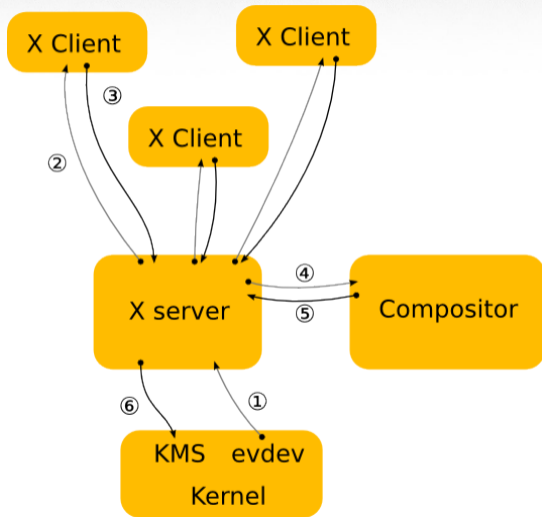 X Client
X Client
③
X Client
②
④
X server
Compositor
⑤
①
⑥
KMS evdev
Kernel